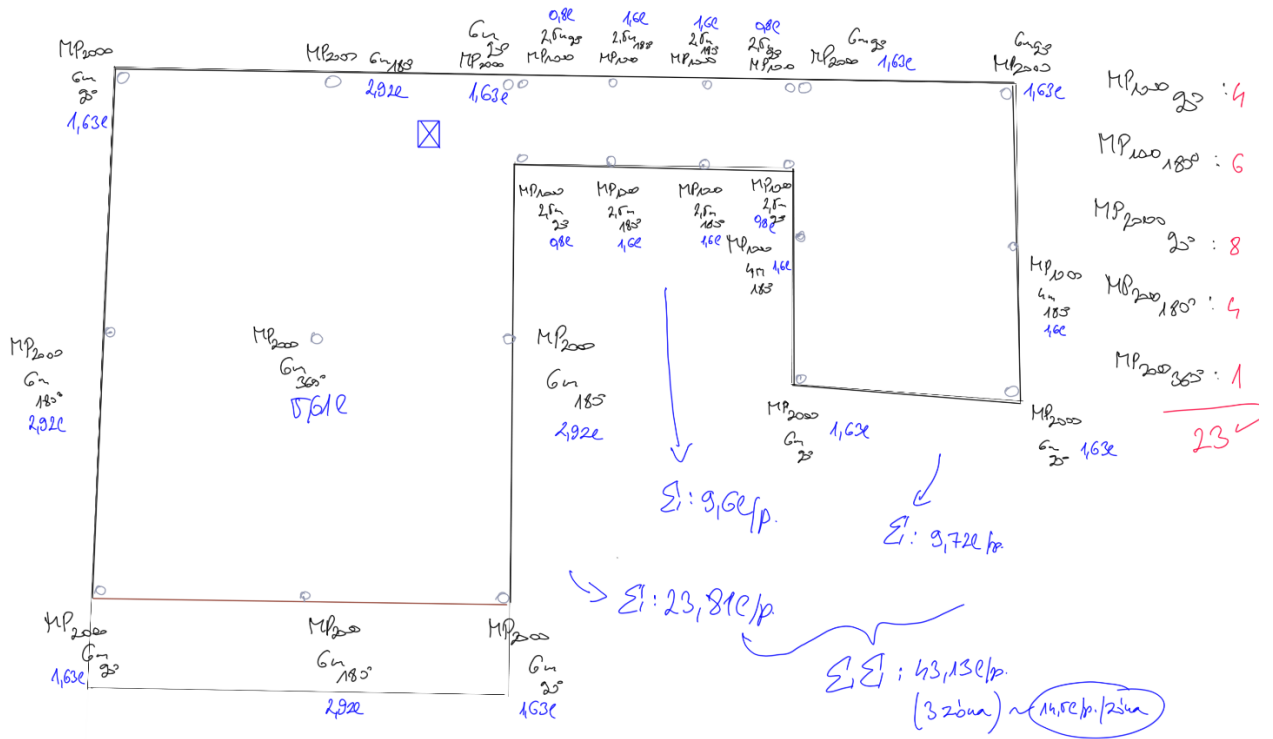 MP2000
6m
90°
1,63l
MP2000 6m 180°
2,92l
6m
90°
MP2000
1,63l
0,8l
2,5m 90°
MP1000
1,6l
2,5m 180
MP1000
1,6l
2,5m 180
MP1000
0,8l
2,5m 90
MP1000
6m 90
MP2000 1,63l
6m 90
MP2000
1,63l
MP1000 90° : 4
MP1000 180° : 6
MP2000 90° : 8
MP2000 180° : 4
MP2000 360° : 1
23
MP1000
2,5m
90°
0,8l
MP1000
2,5m
180°
1,6l
MP1000
2,5m
180°
1,6l
MP1000
2,5m
90°
0,8l
MP1000
4m 1,6l
180°
MP1000
4m
180°
1,6l
MP2000
6m
180°
2,92l
MP2000
6m
360°
5,61l
MP2000
6m
180°
2,92l
MP2000
6m 1,63l
90°
MP2000
6m
90° 1,63l
Σ: 9,6l/p.
Σ: 9,72l/p.
Σ: 23,81l/p.
MP2000
6m
90°
1,63l
MP2000
6m
180°
2,92l
MP2000
6m
90°
1,63l
ΣΣ: 43,13l/p.
(3 zóna) ~ 14,5l/p./zóna